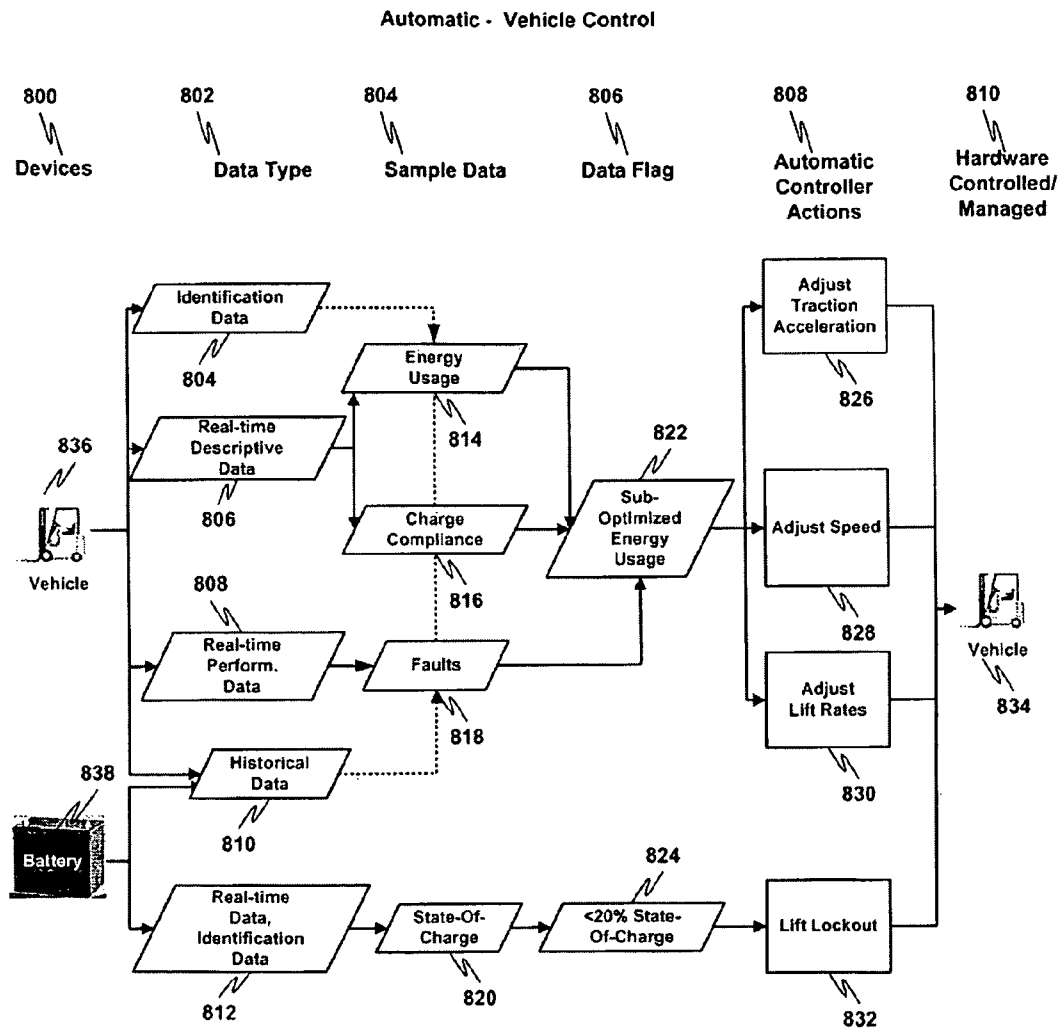 Automatic - Vehicle Control
800
802
804
806
808
810
Devices
Data Type
Sample Data
Data Flag
Automatic
Controller
Actions
Hardware
Controlled/
Managed
Identification
Data
804
Energy
Usage
814
Adjust
Traction
Acceleration
826
836
Vehicle
Real-time
Descriptive
Data
806
Charge
Compliance
816
822
Sub-
Optimized
Energy
Usage
Adjust Speed
828
808
Real-time
Perform.
Data
Faults
818
Adjust
Lift Rates
830
Vehicle
834
838
Battery
Historical
Data
810
Real-time
Data,
Identification
Data
812
State-Of-
Charge
820
824
<20% State-
Of-Charge
Lift Lockout
832